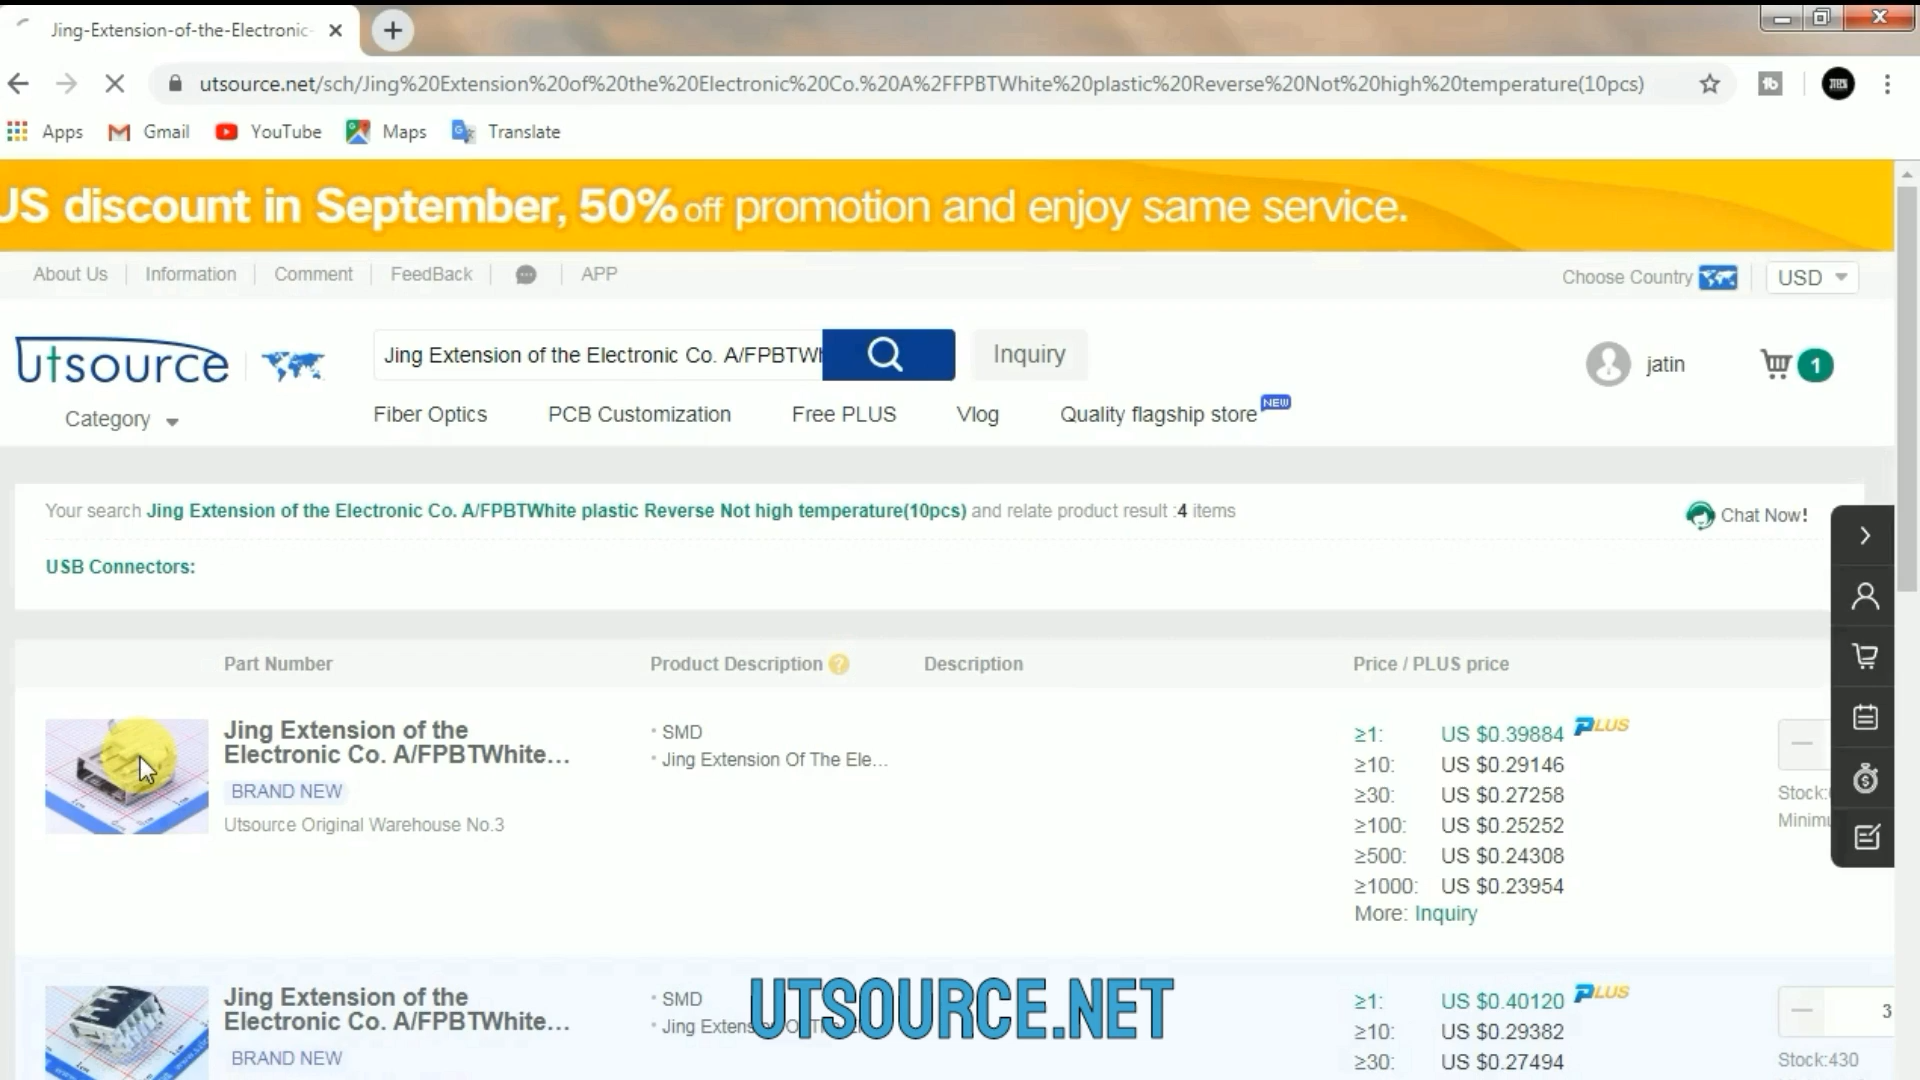 Jing-Extension-of-the-Electronic-
utsource.net/sch/Jing%20Extension%20of%20the%20Electronic%20Co.%20A%2FFPBTWhite%20plastic%20Reverse%20Not%20high%20temperature(10pcs)
Apps Gmail YouTube Maps Translate
US discount in September, 50% off promotion and enjoy same service.
About Us Information Comment FeedBack APP Choose Country USD
utsource Jing Extension of the Electronic Co. A/FPBTWh Inquiry jatin 1
Category Fiber Optics PCB Customization Free PLUS Vlog Quality flagship store NEW
Your search Jing Extension of the Electronic Co. A/FPBTWhite plastic Reverse Not high temperature(10pcs) and relate product result :4 items Chat Now!
USB Connectors:
Part Number Product Description ? Description Price / PLUS price
Jing Extension of the
Electronic Co. A/FPBTWhite...
BRAND NEW
Utsource Original Warehouse No.3
SMD
Jing Extension Of The Ele...
≥1: US $0.39884 PLUS
≥10: US $0.29146
≥30: US $0.27258
≥100: US $0.25252
≥500: US $0.24308
≥1000: US $0.23954
More: Inquiry
Stock:
Minimu
Jing Extension of the
Electronic Co. A/FPBTWhite...
BRAND NEW
SMD
Jing Extens
≥1: US $0.40120 PLUS
≥10: US $0.29382
≥30: US $0.27494
3
Stock:430
UTSOURCE.NET